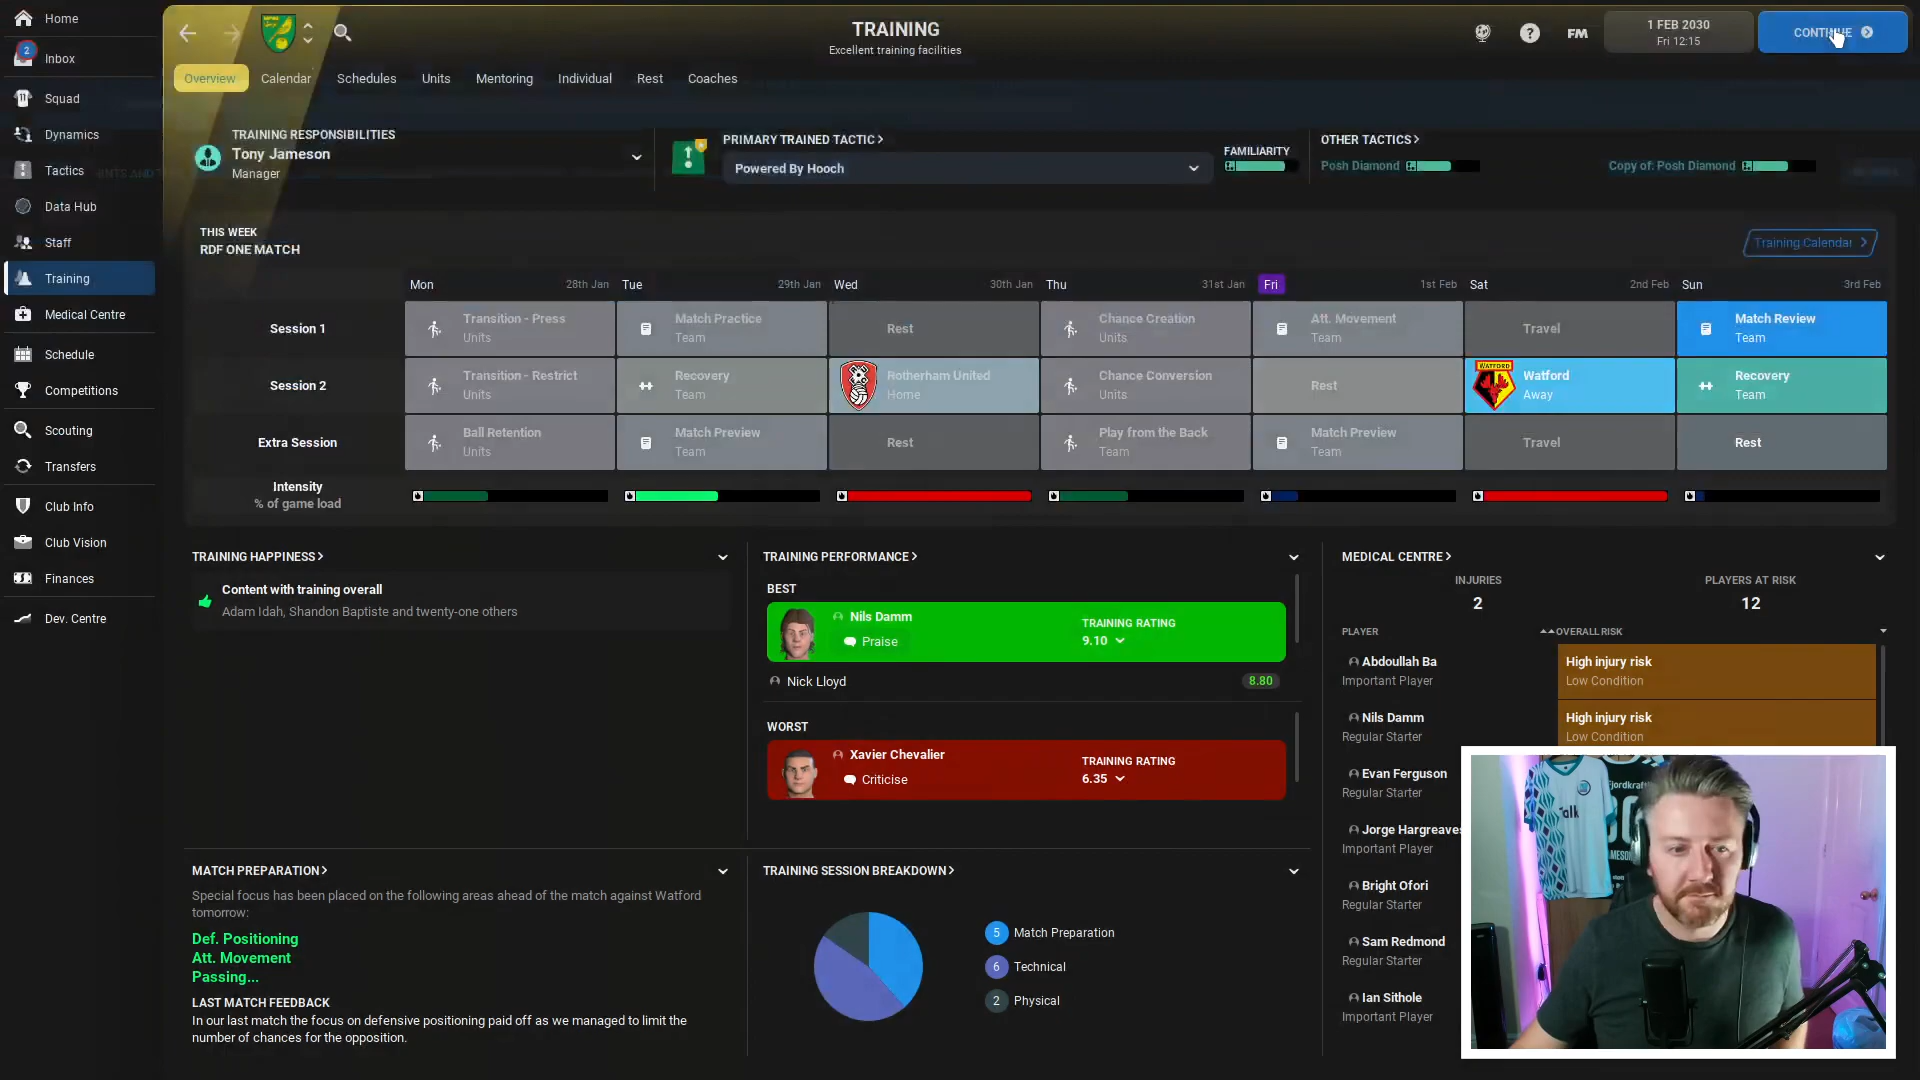 Home
2
Inbox
Squad
Dynamics
Tactics
Data Hub
Staff
Training
Medical Centre
Schedule
Competitions
Scouting
Transfers
Club Info
Club Vision
Finances
Dev. Centre
TRAINING
Excellent training facilities
FM
1 FEB 2030
Fri 12:15
CONTINUE
Overview
Calendar
Schedules
Units
Mentoring
Individual
Rest
Coaches
TRAINING RESPONSIBILITIES
Tony Jameson
Manager
PRIMARY TRAINED TACTIC
Powered By Hooch
FAMILIARITY
OTHER TACTICS
Posh Diamond
Copy of: Posh Diamond
THIS WEEK
RDF ONE MATCH
Training Calendar
Mon 28th Jan
Tue 29th Jan
Wed 30th Jan
Thu 31st Jan
Fri 1st Feb
Sat 2nd Feb
Sun 3rd Feb
Session 1
Transition - Press
Units
Match Practice
Team
Rest
Chance Creation
Units
Att. Movement
Team
Travel
Match Review
Team
Session 2
Transition - Restrict
Units
Recovery
Team
Rotherham United
Home
Chance Conversion
Units
Rest
WATFORD
Watford
Away
Recovery
Team
Extra Session
Ball Retention
Units
Match Preview
Team
Rest
Play from the Back
Team
Match Preview
Team
Travel
Rest
Intensity
% of game load
TRAINING HAPPINESS
Content with training overall
Adam Idah, Shandon Baptiste and twenty-one others
TRAINING PERFORMANCE
BEST
Nils Damm
Praise
TRAINING RATING
9.10
Nick Lloyd
8.80
WORST
Xavier Chevalier
Criticise
TRAINING RATING
6.35
MEDICAL CENTRE
INJURIES
2
PLAYERS AT RISK
12
PLAYER
OVERALL RISK
Abdoullah Ba
Important Player
High injury risk
Low Condition
Nils Damm
Regular Starter
High injury risk
Low Condition
Evan Ferguson
Regular Starter
Jorge Hargreaves
Important Player
Bright Ofori
Regular Starter
Sam Redmond
Regular Starter
Ian Sithole
Important Player
MATCH PREPARATION
Special focus has been placed on the following areas ahead of the match against Watford
tomorrow:
Def. Positioning
Att. Movement
Passing...
LAST MATCH FEEDBACK
In our last match the focus on defensive positioning paid off as we managed to limit the
number of chances for the opposition.
TRAINING SESSION BREAKDOWN
5 Match Preparation
6 Technical
2 Physical
Talk